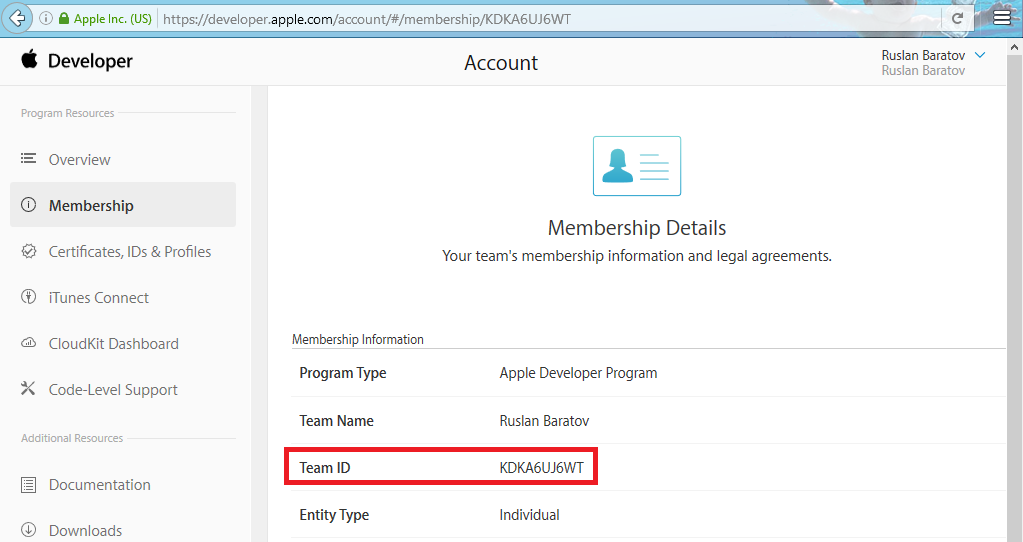 Apple Inc. (US) https://developer.apple.com/account/#/membership/KDKA6UJ6WT
Developer
Account
Ruslan Baratov
Ruslan Baratov
Program Resources
Overview
Membership
Certificates, IDs & Profiles
iTunes Connect
CloudKit Dashboard
Code-Level Support
Additional Resources
Documentation
Downloads
Membership Details
Your team's membership information and legal agreements.
Membership Information
Program Type Apple Developer Program
Team Name Ruslan Baratov
Team ID KDKA6UJ6WT
Entity Type Individual